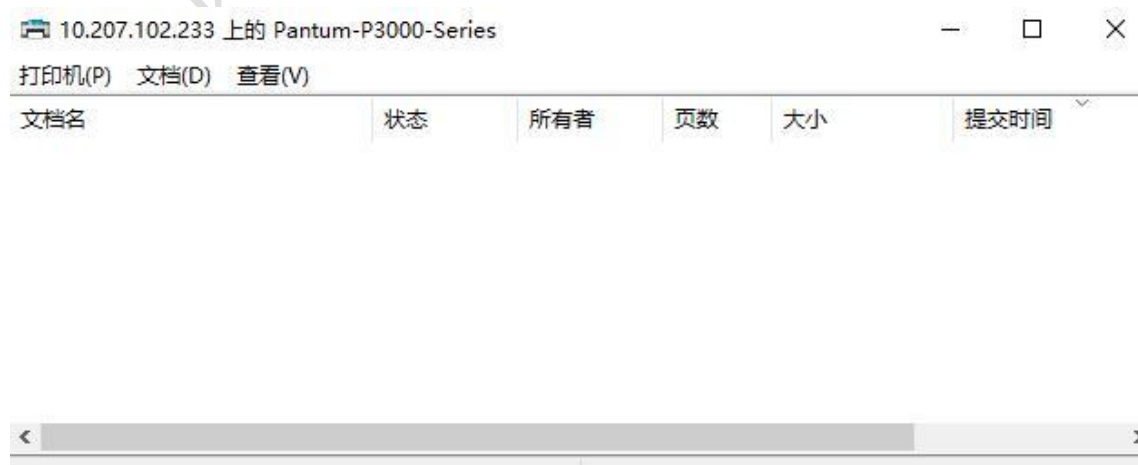 10.207.102.233 上的 Pantum-P3000-Series
打印机(P) 文档(D) 查看(V)
文档名 状态 所有者 页数 大小 提交时间